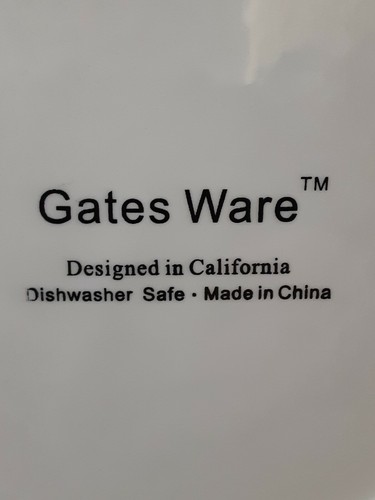 Gates Ware™
Designed in California
Dishwasher Safe · Made in China